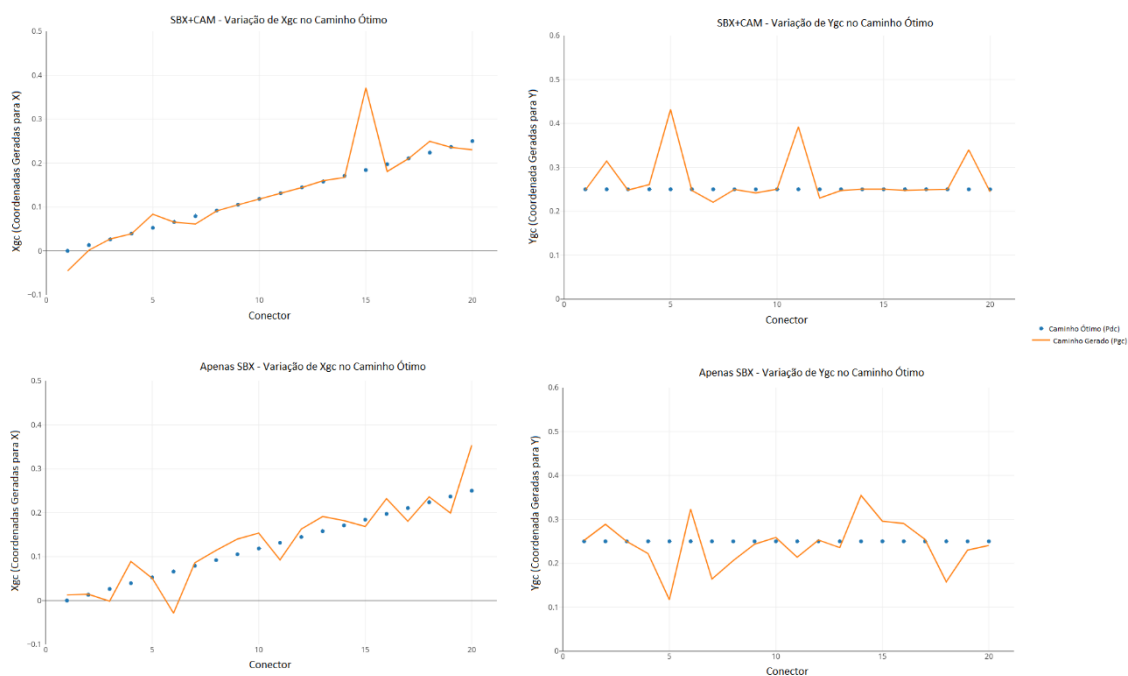 SBX+CAM - Variação de Xgc no Caminho Ótimo
Xgc (Coordenadas Geradas para X)
0.5
0.4
0.3
0.2
0.1
0
−0.1
0 5 10 15 20
Conector
SBX+CAM - Variação de Ygc no Caminho Ótimo
Ygc (Coordenada Geradas para Y)
0.6
0.5
0.4
0.3
0.2
0.1
0
0 5 10 15 20
Conector
Caminho Ótimo (Pdc)
Caminho Gerado (Pgc)
Apenas SBX - Variação de Xgc no Caminho Ótimo
Xgc (Coordenadas Geradas para X)
0.5
0.4
0.3
0.2
0.1
0
−0.1
0 5 10 15 20
Conector
Apenas SBX - Variação de Ygc no Caminho Ótimo
Ygc (Coordenada Geradas para Y)
0.6
0.5
0.4
0.3
0.2
0.1
0
0 5 10 15 20
Conector